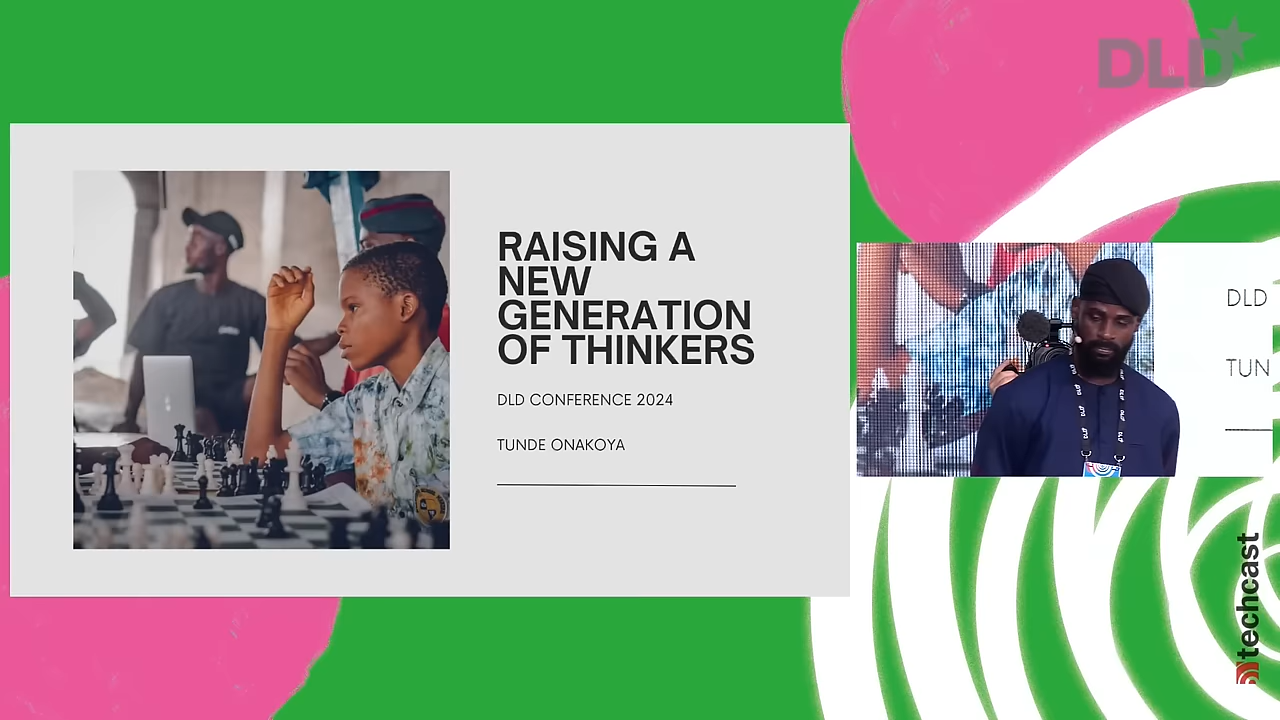 DLD
RAISING A
NEW
GENERATION
OF THINKERS
DLD CONFERENCE 2024
TUNDE ONAKOYA
DLD
TUN
techcast